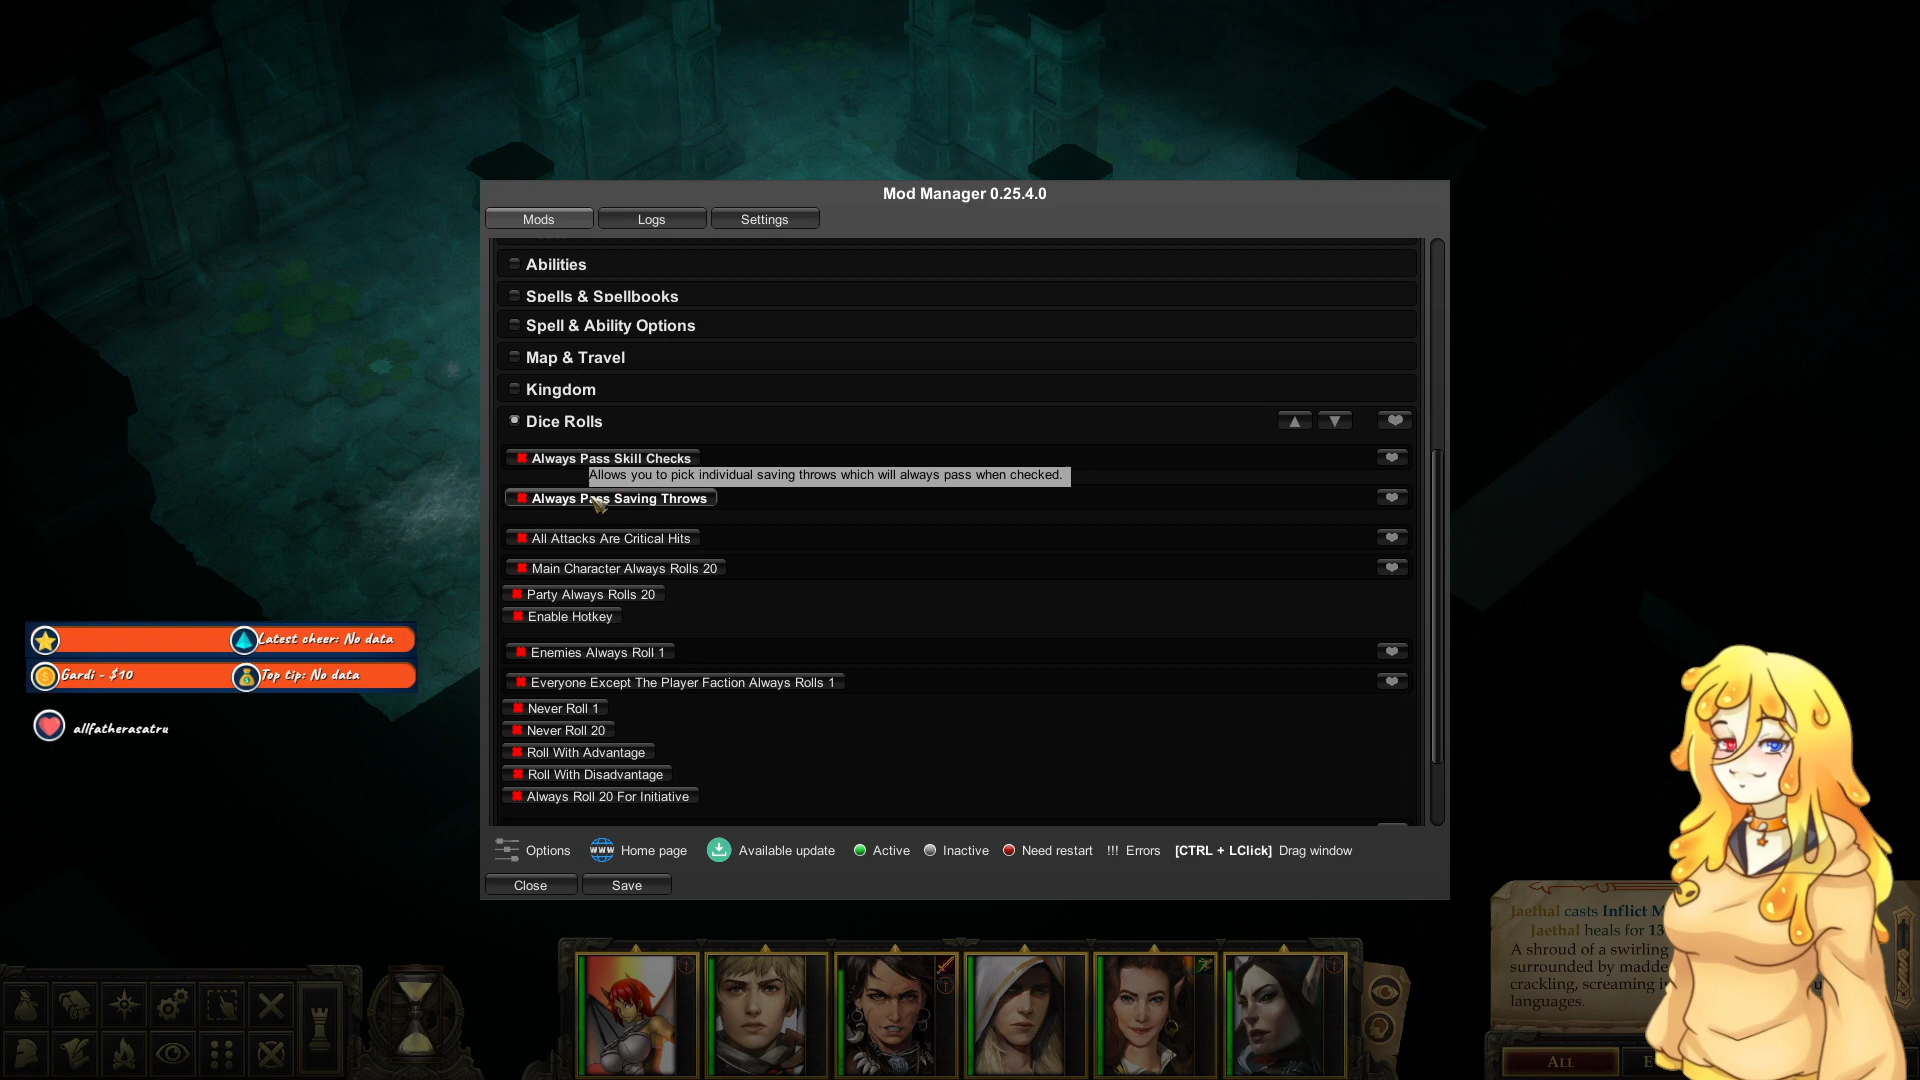 Mod Manager 0.25.4.0
Mods Logs Settings
Abilities
Spells & Spellbooks
Spell & Ability Options
Map & Travel
Kingdom
Dice Rolls
Always Pass Skill Checks
Allows you to pick individual saving throws which will always pass when checked.
Always Pass Saving Throws
All Attacks Are Critical Hits
Main Character Always Rolls 20
Party Always Rolls 20
Enable Hotkey
Enemies Always Roll 1
Everyone Except The Player Faction Always Rolls 1
Never Roll 1
Never Roll 20
Roll With Advantage
Roll With Disadvantage
Always Roll 20 For Initiative
Options WWW Home page Available update Active Inactive Need restart !!! Errors [CTRL + LClick] Drag window
Close Save
Latest cheer: No data
Gardi - $10 Top tip: No data
allfatherasatru
Jaethal casts Inflict M
Jaethal heals for 13
A shroud of a swirling
surrounded by madde
crackling, screaming i
languages.
ALL